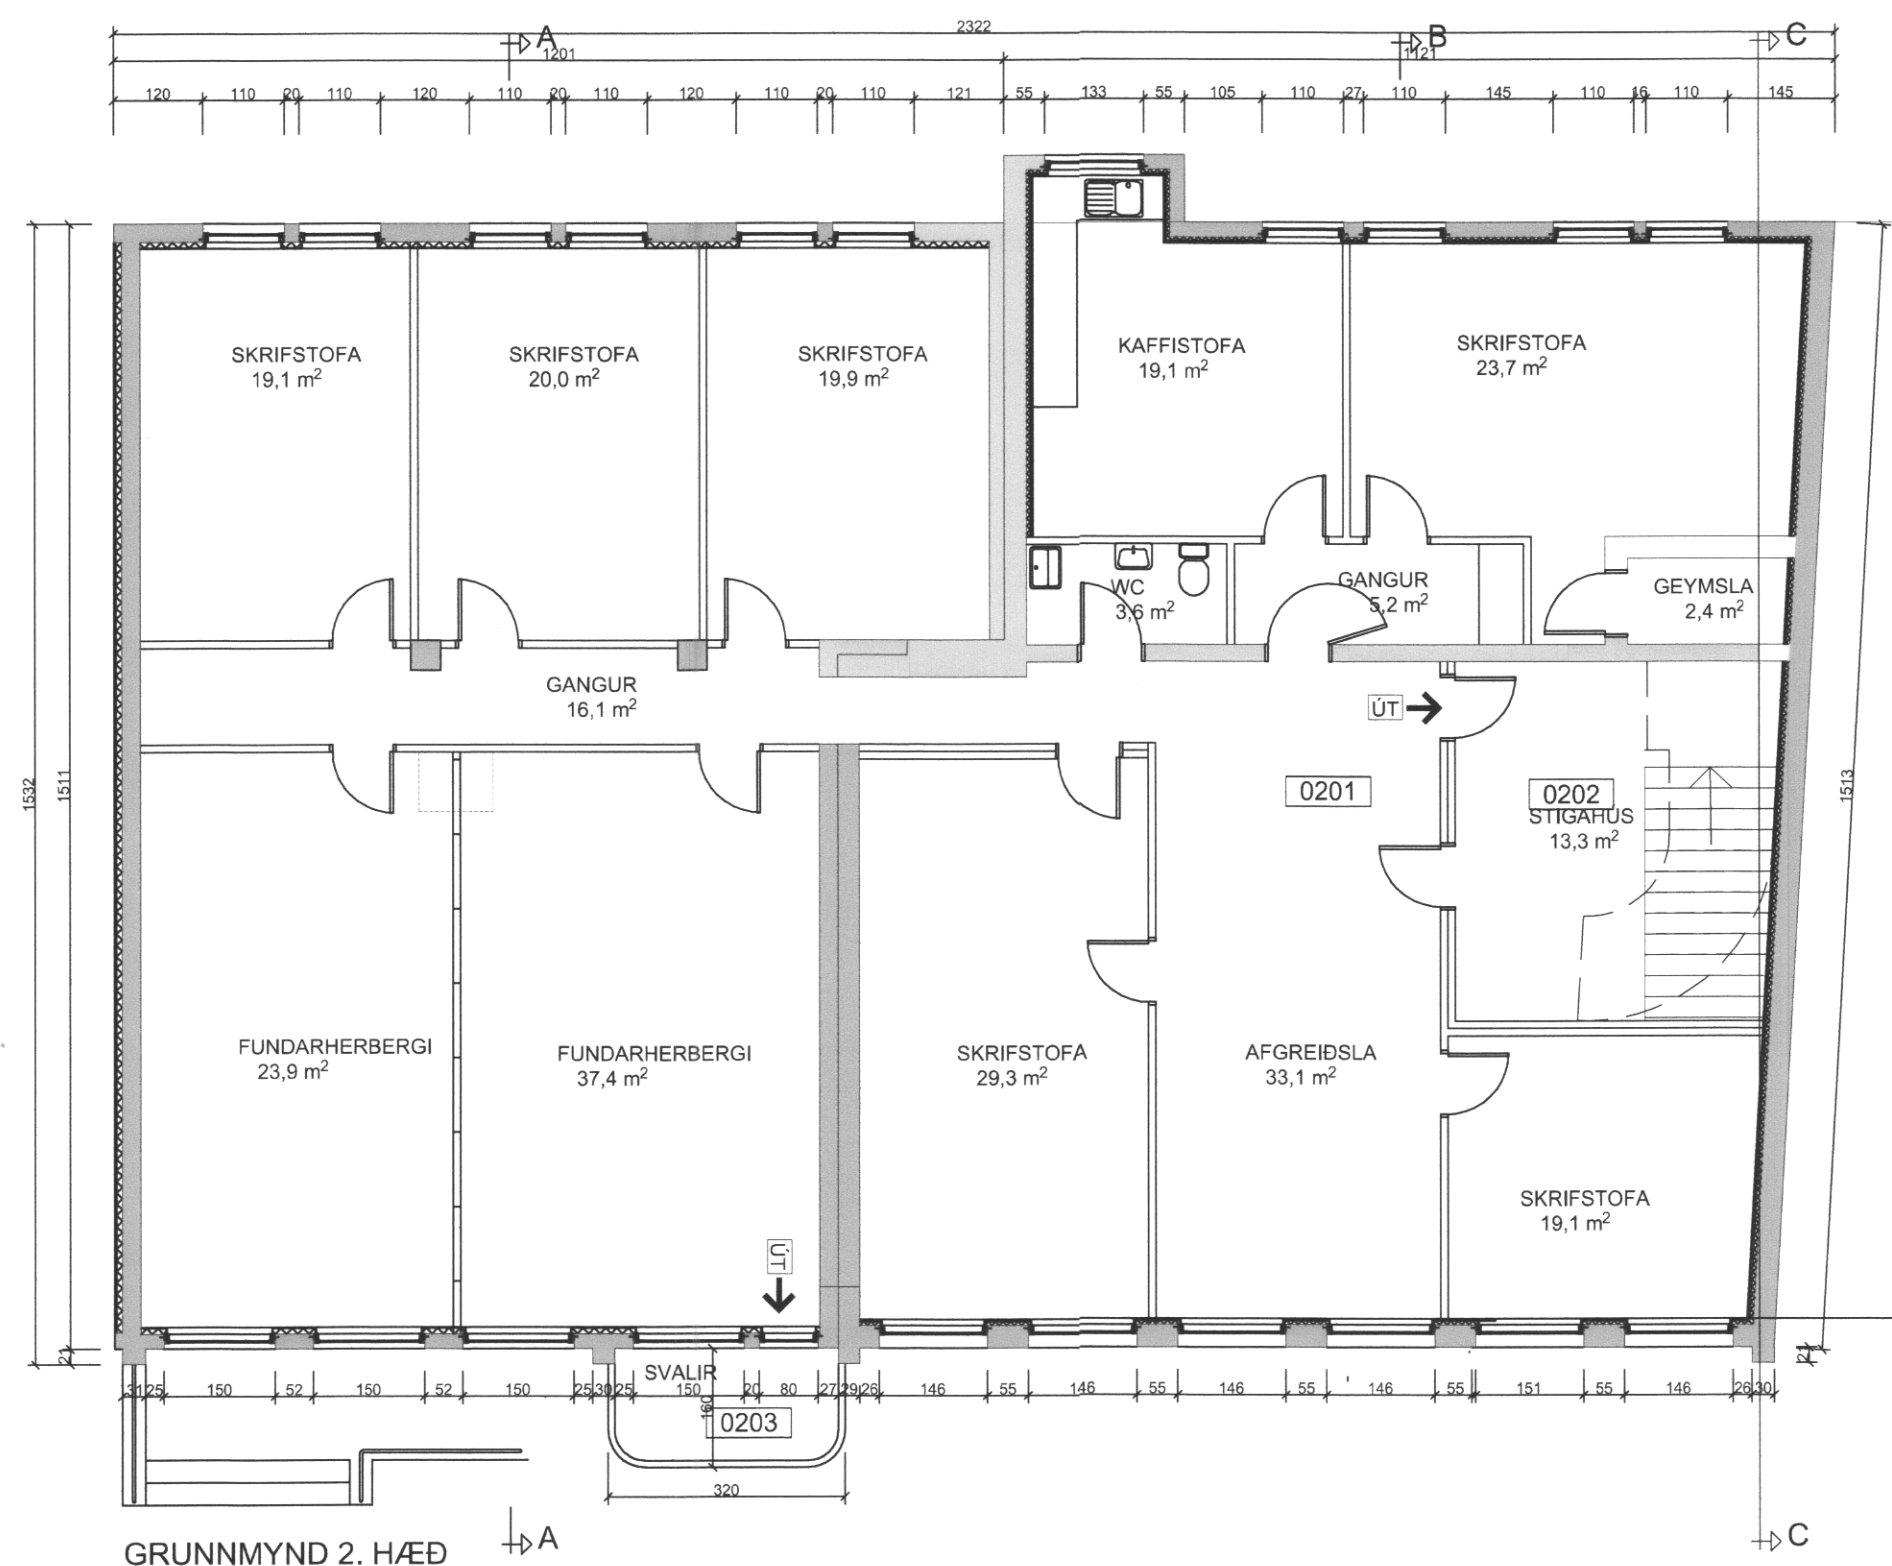 2322
A
B
C
1201
1121
120 110 20 110 120 110 20 110 120 110 20 110 121 55 133 55 105 110 27 110 145 110 16 110 145
SKRIFSTOFA
19,1 m²
SKRIFSTOFA
20,0 m²
SKRIFSTOFA
19,9 m²
KAFFISTOFA
19,1 m²
SKRIFSTOFA
23,7 m²
WC
3,6 m²
GANGUR
5,2 m²
GEYMSLA
2,4 m²
GANGUR
16,1 m²
ÚT
0201
0202
STIGAHÚS
13,3 m²
1532
1511
1513
FUNDARHERBERGI
23,9 m²
FUNDARHERBERGI
37,4 m²
SKRIFSTOFA
29,3 m²
AFGREIÐSLA
33,1 m²
SKRIFSTOFA
19,1 m²
ÚT
21
21
SVALIR
31 25 150 52 150 52 150 25 30 25 150 20 80 27 29 26 146 55 146 55 146 55 146 55 151 55 146 26 30
160
0203
320
A
C
GRUNNMYND 2. HÆÐ